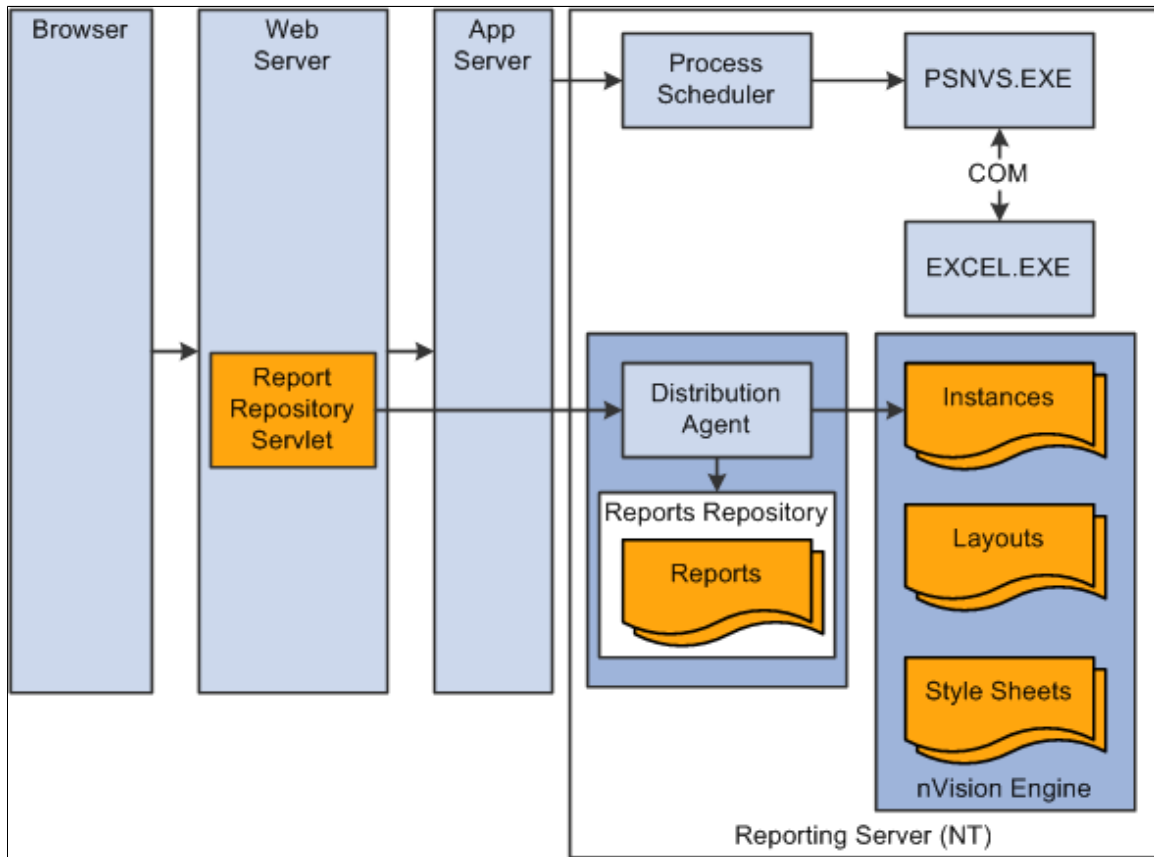 Browser
Web
Server
App
Server
Process
Scheduler
PSNVS.EXE
COM
EXCEL.EXE
Report
Repository
Servlet
Distribution
Agent
Instances
Reports Repository
Reports
Layouts
Style Sheets
nVision Engine
Reporting Server (NT)